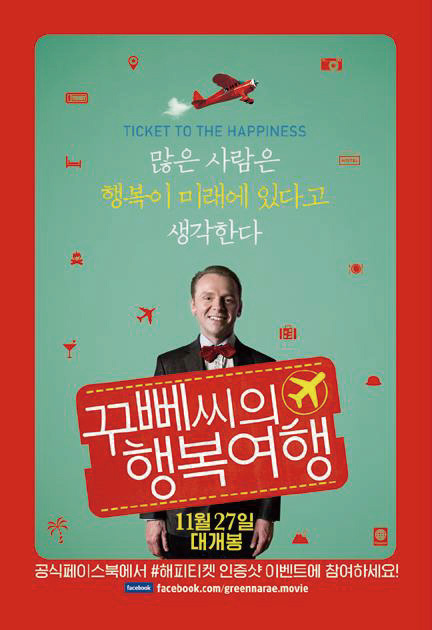 TICKET
TICKET TO THE HAPPINESS
많은 사람은
행복이 미래에 있다고
생각한다
HOTEL
꾸뻬씨의
행복여행
11월 27일
대개봉
공식페이스북에서 #해피티켓 인증샷 이벤트에 참여하세요!
facebook facebook.com/greennarae.movie